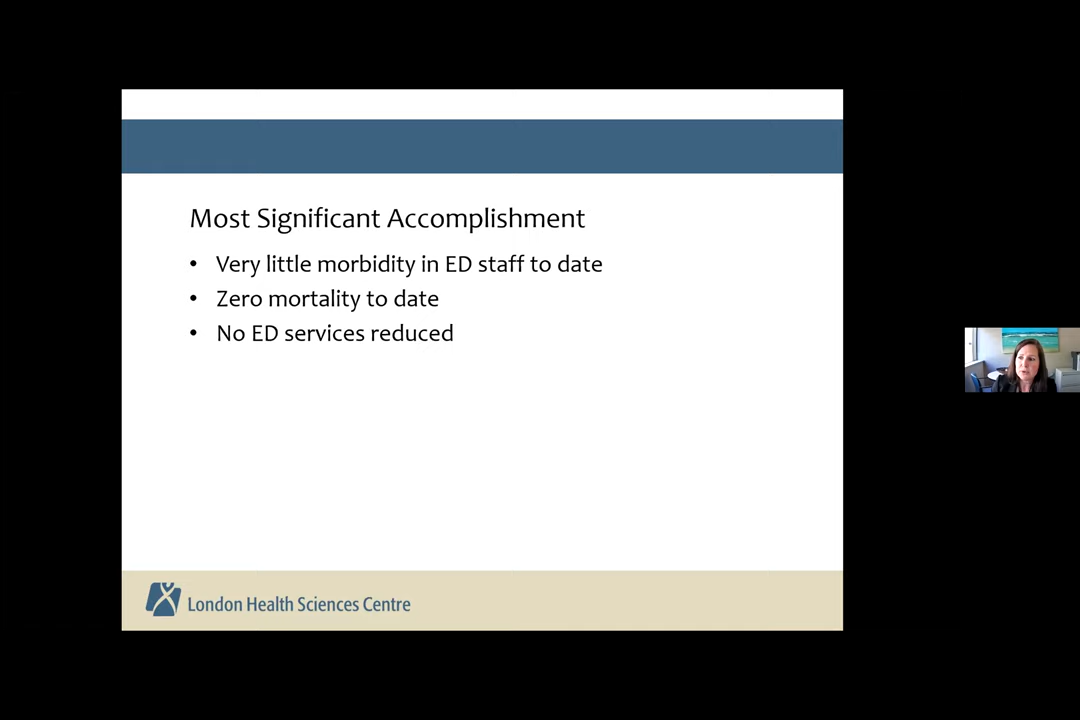 Most Significant Accomplishment
• Very little morbidity in ED staff to date
• Zero mortality to date
• No ED services reduced
London Health Sciences Centre